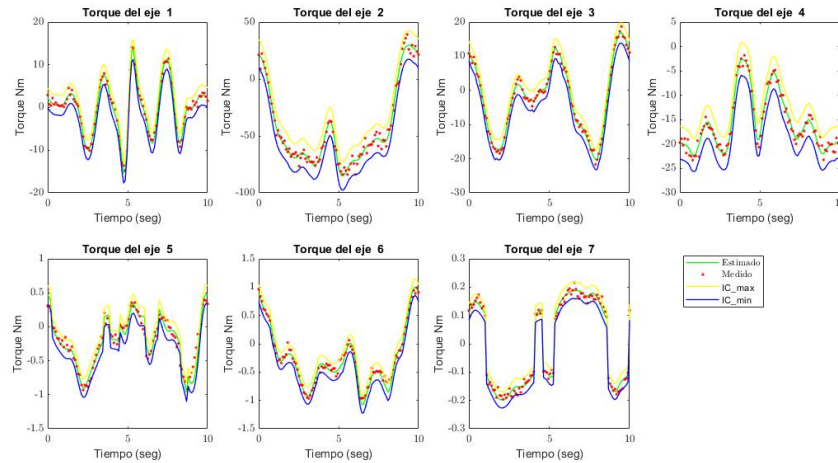 Torque del eje 1
20
10
0
-10
20
Torque Nm
0
5
10
Tiempo (seg)
Torque del eje 2
50
0
-50
-100
Torque Nm
0
5
10
Tiempo (seg)
Torque del eje 3
20
10
0
-10
-20
-30
Torque Nm
0
5
10
Tiempo (seg)
Torque del eje 4
0
-5
-10
-15
-20
-25
-30
Torque Nm
0
5
10
Tiempo (seg)
Torque del eje 5
1
0.5
0
-0.5
-1
-1.5
Torque Nm
0
5
10
Tiempo (seg)
Torque del eje 6
1.5
1
0.5
0
-0.5
-1
-1.5
Torque Nm
0
5
10
Tiempo (seg)
Torque del eje 7
0.3
0.2
0.1
0
-0.1
-0.2
-0.3
Torque Nm
0
5
10
Tiempo (seg)
Estimado
Medido
IC_max
IC_min